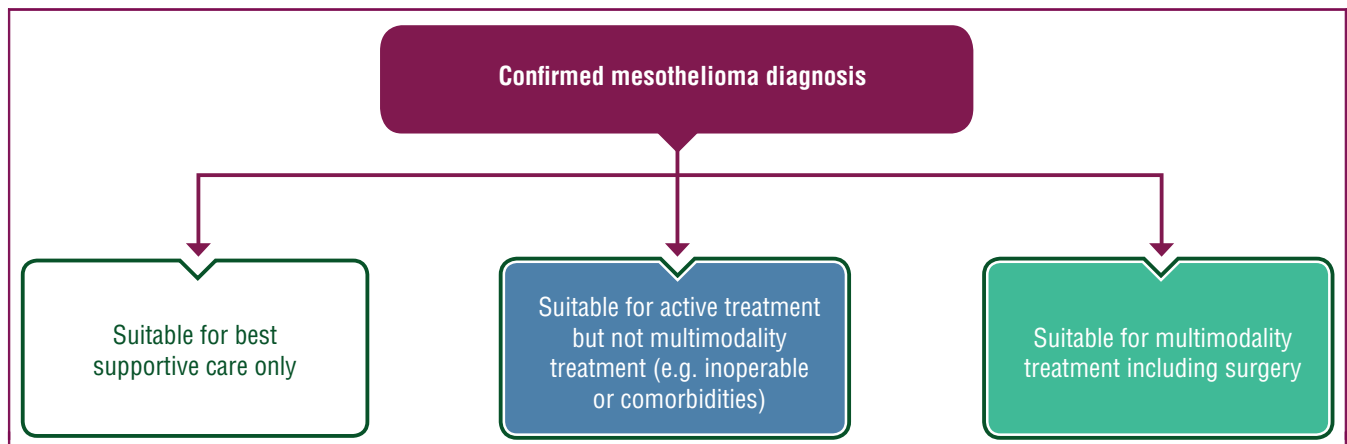 Confirmed mesothelioma diagnosis
Suitable for best
supportive care only
Suitable for active treatment
but not multimodality
treatment (e.g. inoperable
or comorbidities)
Suitable for multimodality
treatment including surgery